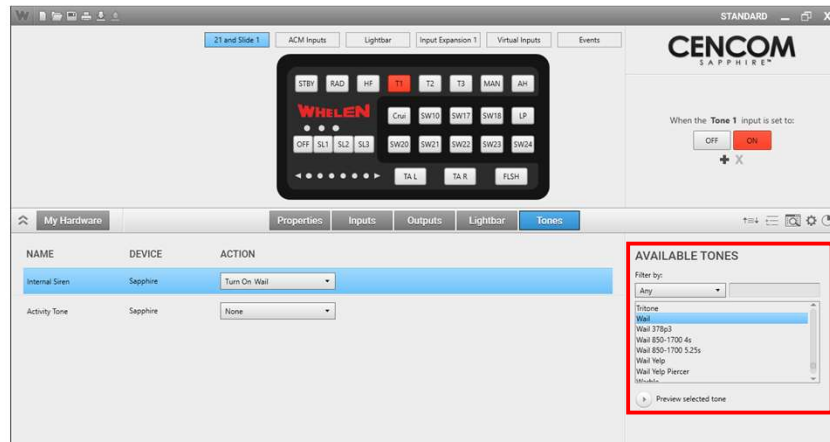 W STANDARD X
21 and Slide 1 ACM Inputs Lightbar Input Expansion 1 Virtual Inputs Events
CENCOM
SAPPHIRE™
STBY RAD HF T1 T2 T3 MAN AH
WHELEN Crui SW10 SW17 SW18 LP
OFF SL1 SL2 SL3 SW20 SW21 SW22 SW23 SW24
TA L TA R FLSH
When the Tone 1 input is set to:
OFF ON
My Hardware Properties Inputs Outputs Lightbar Tones
NAME DEVICE ACTION
Internal Siren Sapphire Turn On Wail
Activity Tone Sapphire None
AVAILABLE TONES
Filter by:
Any
Tritone
Wail
Wail 378p3
Wail 850-1700 4s
Wail 850-1700 5.25s
Wail Yelp
Wail Yelp Piercer
Warble
Preview selected tone